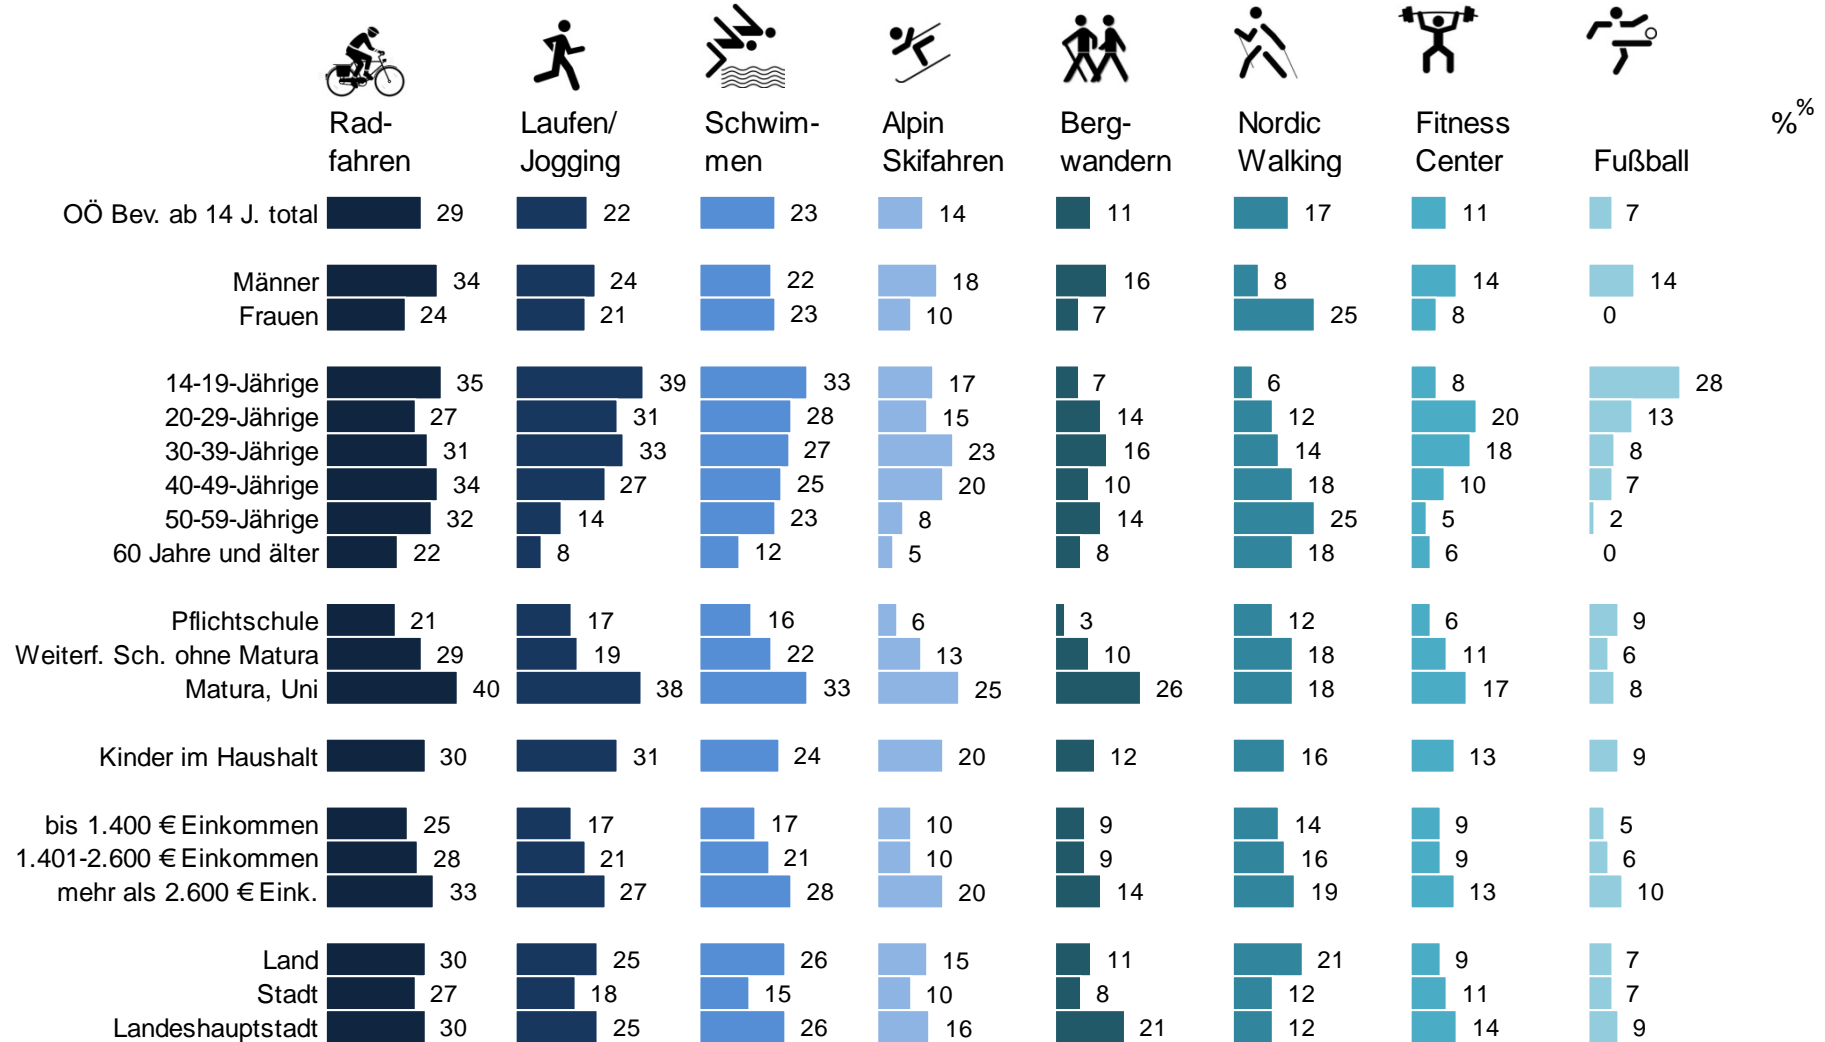 Rad-
fahren
Laufen/
Jogging
Schwim-
men
Alpin
Skifahren
Berg-
wandern
Nordic
Walking
Fitness
Center
Fußball
%%
OÖ Bev. ab 14 J. total 29 22 23 14 11 17 11 7
Männer 34 24 22 18 16 8 14 14
Frauen 24 21 23 10 7 25 8 0
14-19-Jährige 35 39 33 17 7 6 8 28
20-29-Jährige 27 31 28 15 14 12 20 13
30-39-Jährige 31 33 27 23 16 14 18 8
40-49-Jährige 34 27 25 20 10 18 10 7
50-59-Jährige 32 14 23 8 14 25 5 2
60 Jahre und älter 22 8 12 5 8 18 6 0
Pflichtschule 21 17 16 6 3 12 6 9
Weiterf. Sch. ohne Matura 29 19 22 13 10 18 11 6
Matura, Uni 40 38 33 25 26 18 17 8
Kinder im Haushalt 30 31 24 20 12 16 13 9
bis 1.400 € Einkommen 25 17 17 10 9 14 9 5
1.401-2.600 € Einkommen 28 21 21 10 9 16 9 6
mehr als 2.600 € Eink. 33 27 28 20 14 19 13 10
Land 30 25 26 15 11 21 9 7
Stadt 27 18 15 10 8 12 11 7
Landeshauptstadt 30 25 26 16 21 12 14 9